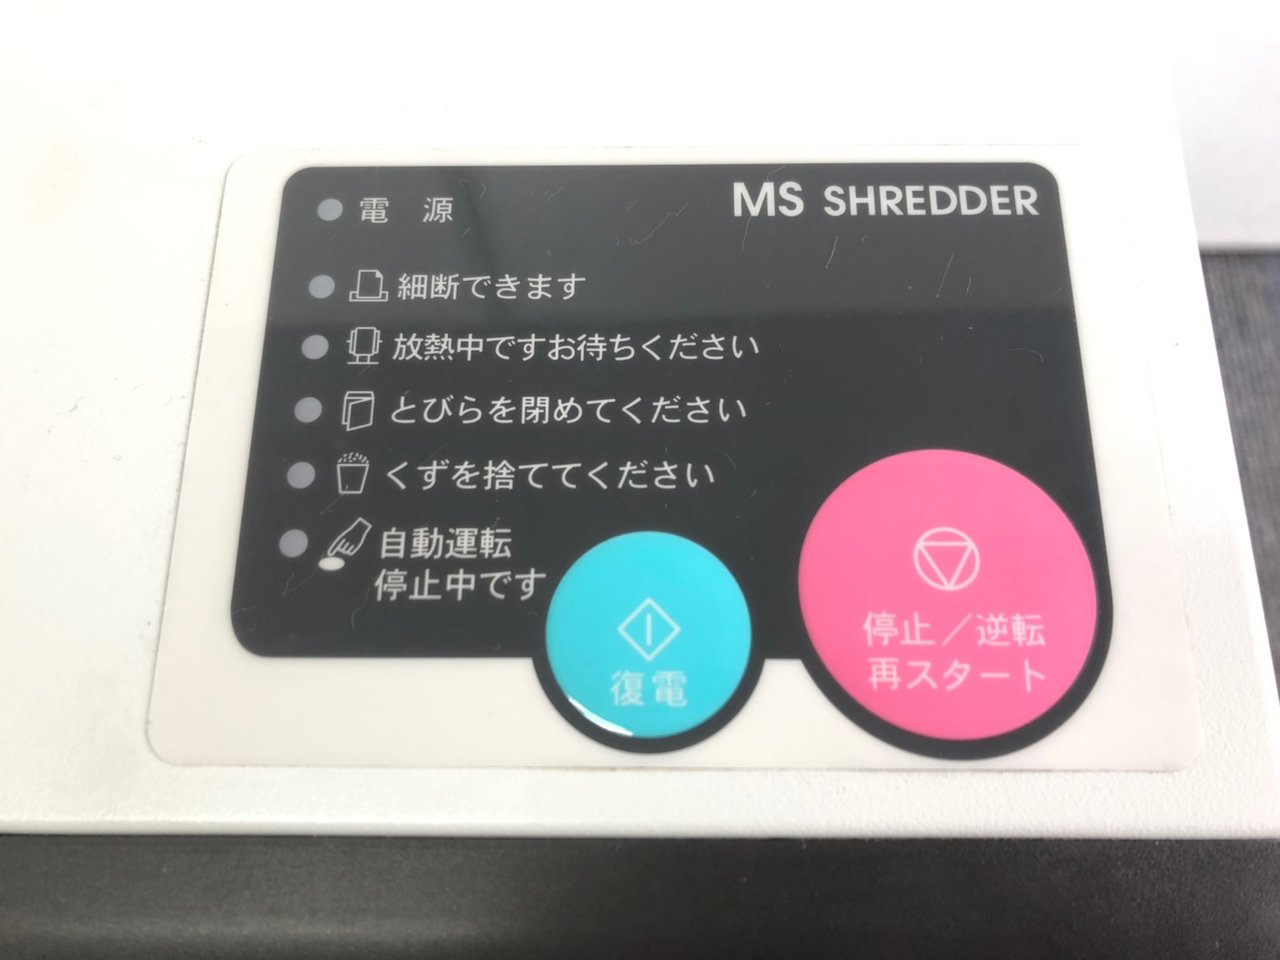 MS SHREDDER
電 源
細断できます
放熱中ですお待ちください
とびらを閉めてください
くずを捨ててください
自動運転
停止中です
復電
停止/逆転
再スタート